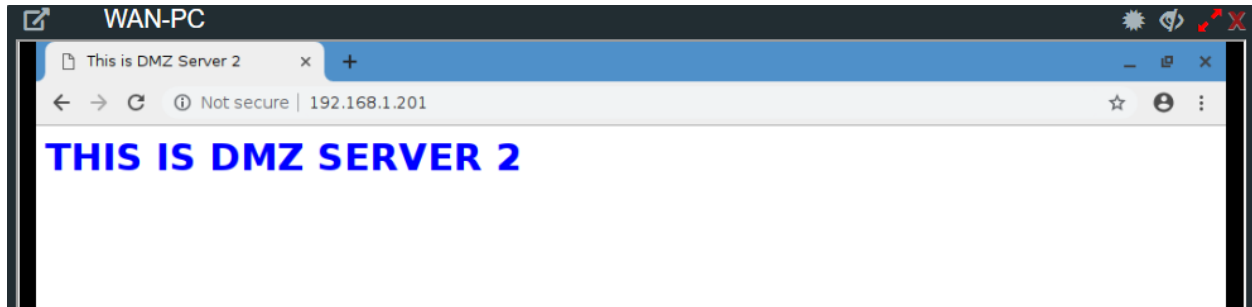 WAN-PC
X
This is DMZ Server 2
Not secure | 192.168.1.201
THIS IS DMZ SERVER 2